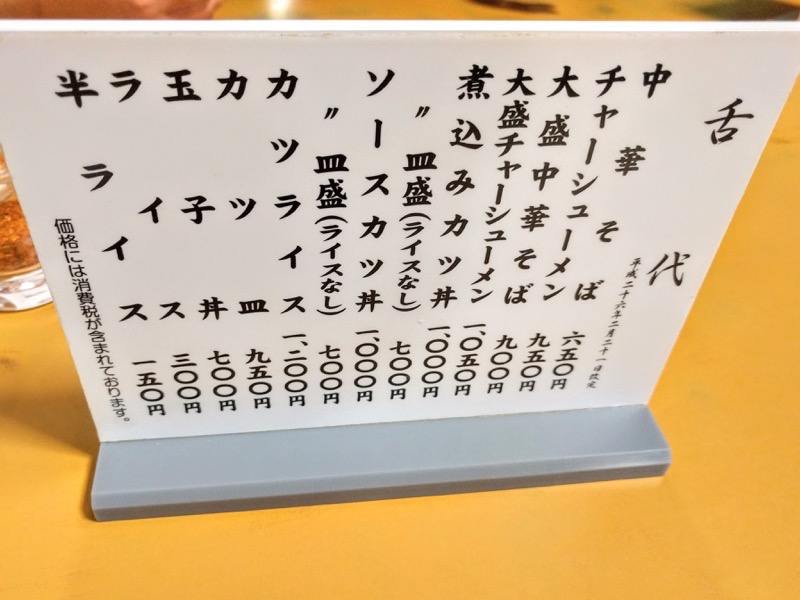 舌代
平成二十六年二月二十一日改定
中華そば 六五〇円
チャーシューメン 九五〇円
大盛中華そば 九〇〇円
大盛チャーシューメン 一、〇五〇円
煮込みカツ丼 一、〇〇〇円
〃皿盛(ライスなし) 七〇〇円
ソースカツ丼 一、〇〇〇円
〃皿盛(ライスなし) 七〇〇円
カツライス 一、二〇〇円
カツ皿 九五〇円
玉子丼 七〇〇円
ライス 三〇〇円
半ライス 一五〇円
価格には消費税が含まれております。